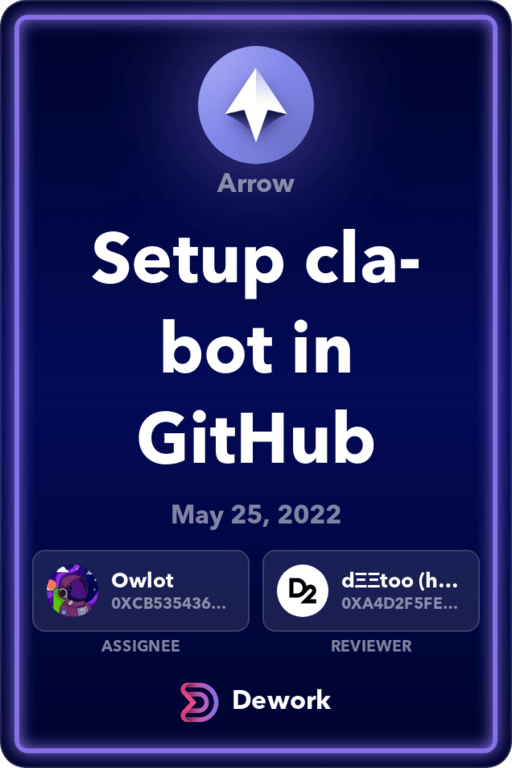 Arrow
Setup cla-
bot in
GitHub
May 25, 2022
Owlot
0XCB535436...
dΞΞtoo (h...
0XA4D2F5FE...
D2
ASSIGNEE
REVIEWER
Dework